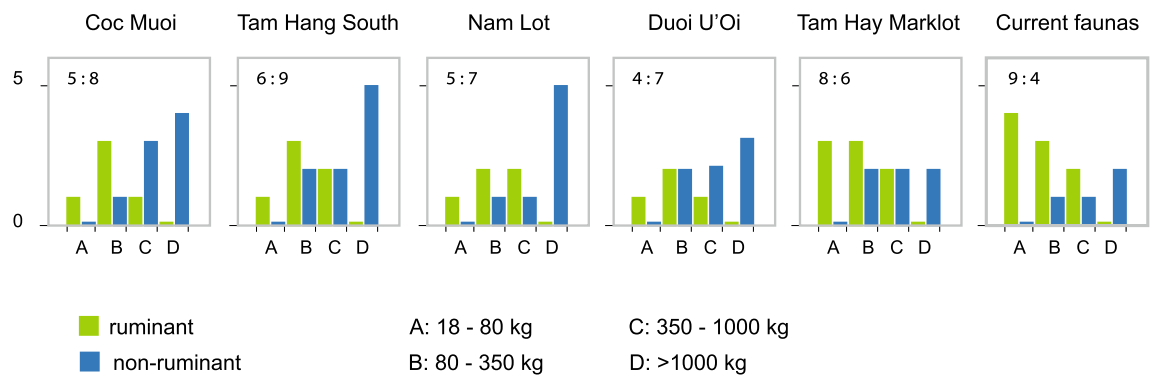 Coc Muoi Tam Hang South Nam Lot Duoi U’Oi Tam Hay Marklot Current faunas
5 5:8 6:9 5:7 4:7 8:6 9:4
0
A B C D A B C D A B C D A B C D A B C D A B C D
ruminant A: 18 - 80 kg C: 350 - 1000 kg
non-ruminant B: 80 - 350 kg D: >1000 kg